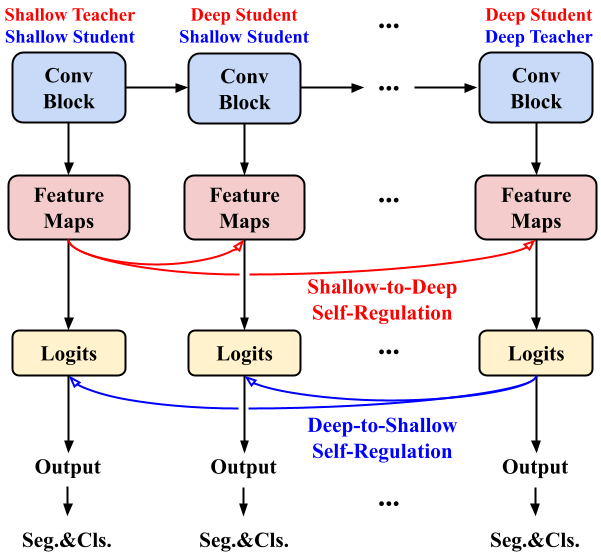 Shallow Teacher Deep Student ... Deep Student
Shallow Student Shallow Student Deep Teacher
Conv Block Conv Block ... Conv Block
Feature Maps Feature Maps ... Feature Maps
Shallow-to-Deep
Self-Regulation
Logits Logits ... Logits
Deep-to-Shallow
Self-Regulation
Output Output Output
...
Seg.&Cls. Seg.&Cls. Seg.&Cls.